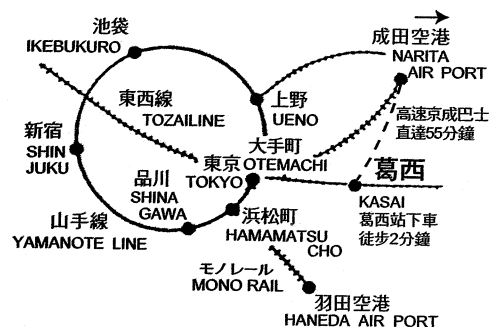 池袋
IKEBUKURO
成田空港
NARITA
AIR PORT
東西線
TOZAILINE
上野
UENO
高速京成巴士
直達55分鐘
新宿
SHIN
JUKU
大手町
OTEMACHI
東京
TOKYO
葛西
品川
SHINA
GAWA
KASAI
葛西站下車
徒步2分鐘
山手線
YAMANOTE LINE
浜松町
HAMAMATSU
CHO
モノレール
MONO RAIL
羽田空港
HANEDA AIR PORT